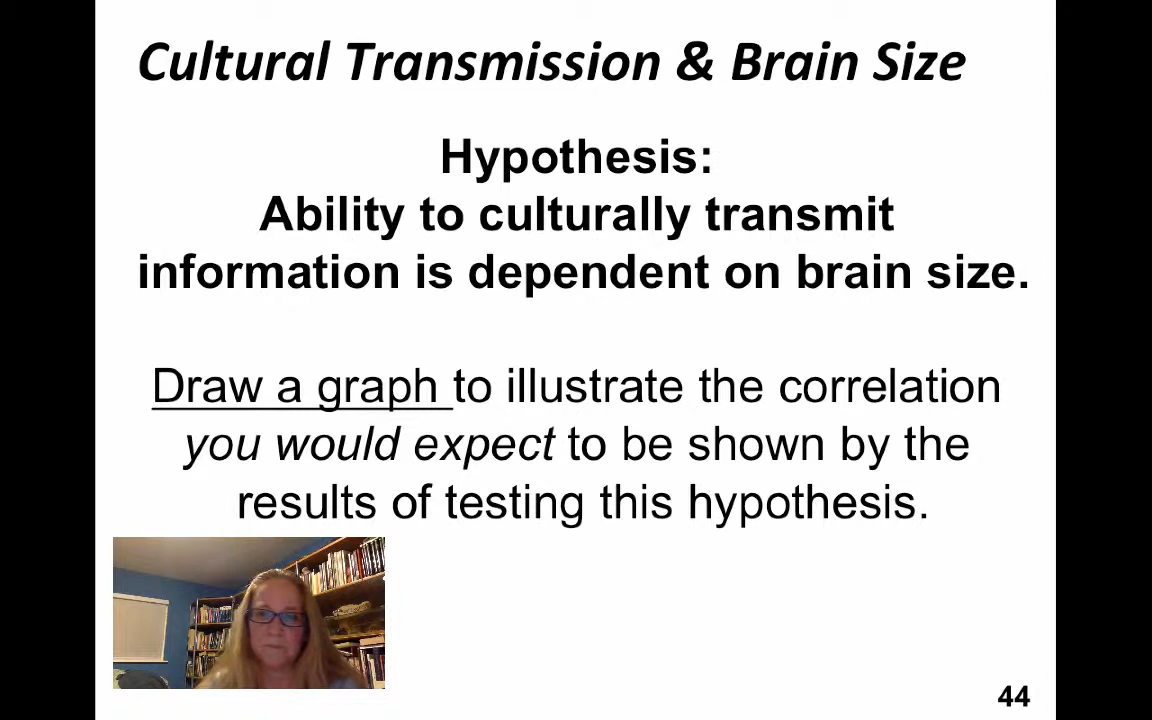 Cultural Transmission & Brain Size
Hypothesis:
Ability to culturally transmit
information is dependent on brain size.
Draw a graph to illustrate the correlation
you would expect to be shown by the
results of testing this hypothesis.
44